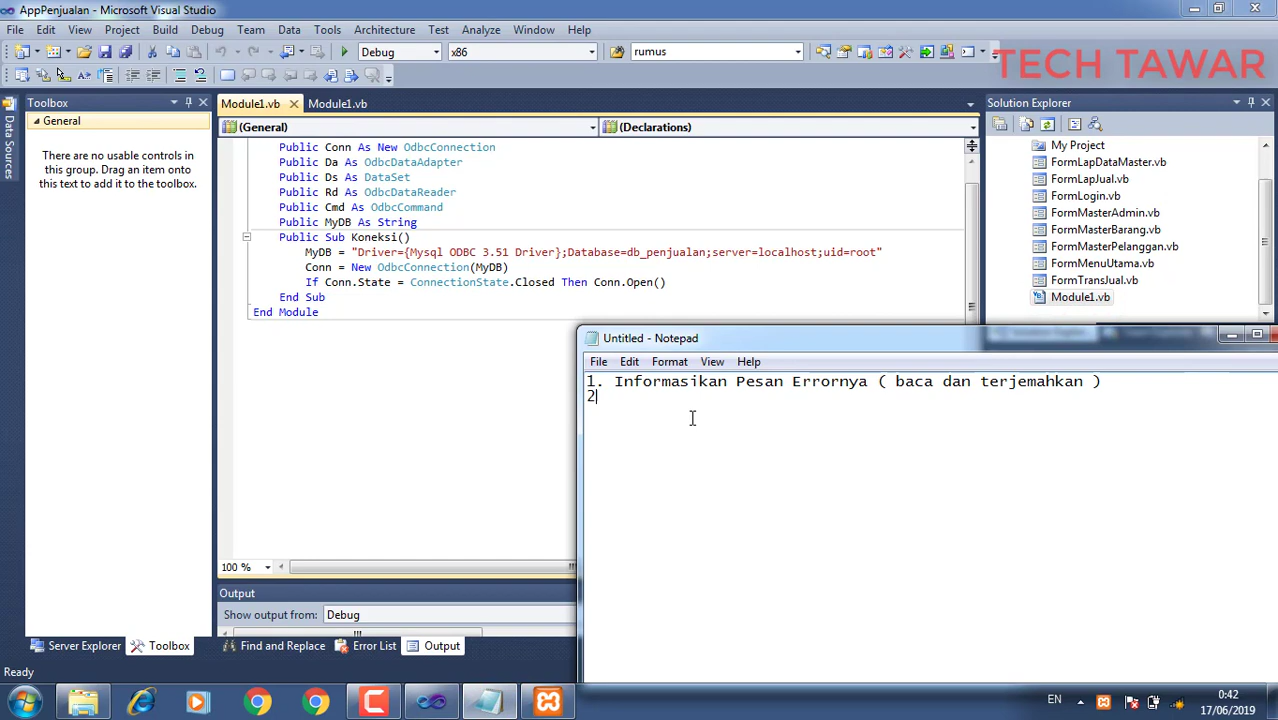 AppPenjualan - Microsoft Visual Studio
File Edit View Project Build Debug Team Data Tools Architecture Test Analyze Window Help
Debug x86 rumus
TECH TAWAR
Toolbox
General
There are no usable controls in
this group. Drag an item onto
this text to add it to the toolbox.
Data Sources
Module1.vb Module1.vb
(General) (Declarations)
Public Conn As New OdbcConnection
Public Da As OdbcDataAdapter
Public Ds As DataSet
Public Rd As OdbcDataReader
Public Cmd As OdbcCommand
Public MyDB As String
Public Sub Koneksi()
MyDB = "Driver={Mysql ODBC 3.51 Driver};Database=db_penjualan;server=localhost;uid=root"
Conn = New OdbcConnection(MyDB)
If Conn.State = ConnectionState.Closed Then Conn.Open()
End Sub
End Module
100 %
Output
Show output from: Debug
Server Explorer Toolbox
Find and Replace Error List Output
Ready
Solution Explorer
My Project
FormLapDataMaster.vb
FormLapJual.vb
FormLogin.vb
FormMasterAdmin.vb
FormMasterBarang.vb
FormMasterPelanggan.vb
FormMenuUtama.vb
FormTransJual.vb
Module1.vb
Untitled - Notepad
File Edit Format View Help
1. Informasikan Pesan Errornya ( baca dan terjemahkan )
2
EN
0:42
17/06/2019